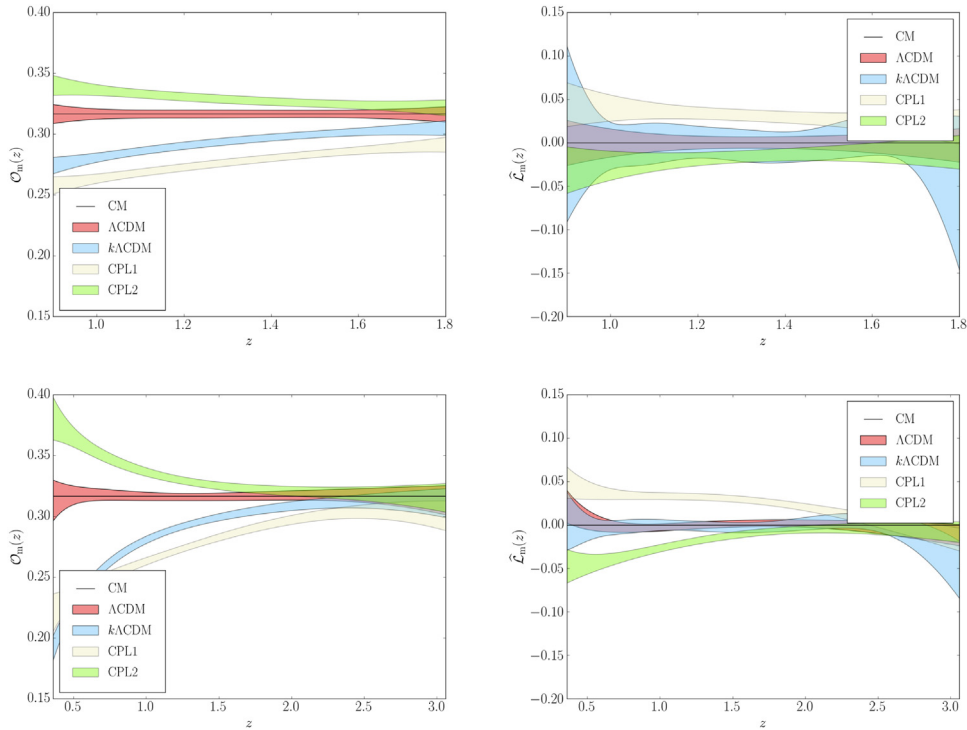 0.40
0.35
0.30
0.25
0.20
0.15
𝒪m(z)
CM
ΛCDM
kΛCDM
CPL1
CPL2
1.0 1.2 1.4 1.6 1.8
z
0.15
0.10
0.05
0.00
−0.05
−0.10
−0.15
−0.20
ℒ̂m(z)
CM
ΛCDM
kΛCDM
CPL1
CPL2
1.0 1.2 1.4 1.6 1.8
z
0.40
0.35
0.30
0.25
0.20
0.15
𝒪m(z)
CM
ΛCDM
kΛCDM
CPL1
CPL2
0.5 1.0 1.5 2.0 2.5 3.0
z
0.15
0.10
0.05
0.00
−0.05
−0.10
−0.15
−0.20
ℒ̂m(z)
CM
ΛCDM
kΛCDM
CPL1
CPL2
0.5 1.0 1.5 2.0 2.5 3.0
z